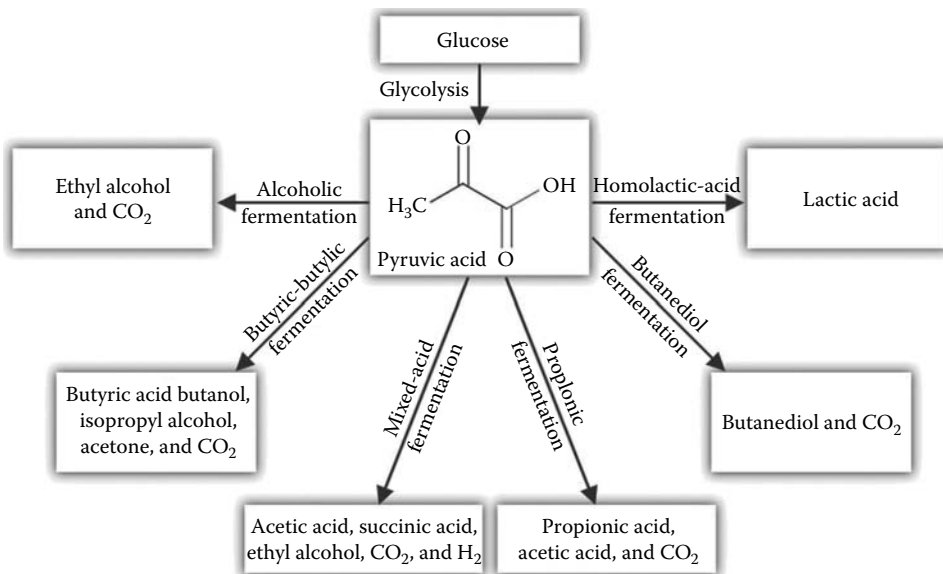 Glucose
Glycolysis
O
OH
H₃C
O
Pyruvic acid
Alcoholic
fermentation
Ethyl alcohol
and CO₂
Homolactic-acid
fermentation
Lactic acid
Butyric-butylic
fermentation
Butyric acid butanol,
isopropyl alcohol,
acetone, and CO₂
Mixed-acid
fermentation
Acetic acid, succinic acid,
ethyl alcohol, CO₂, and H₂
Proplonic
fermentation
Propionic acid,
acetic acid, and CO₂
Butanediol
fermentation
Butanediol and CO₂